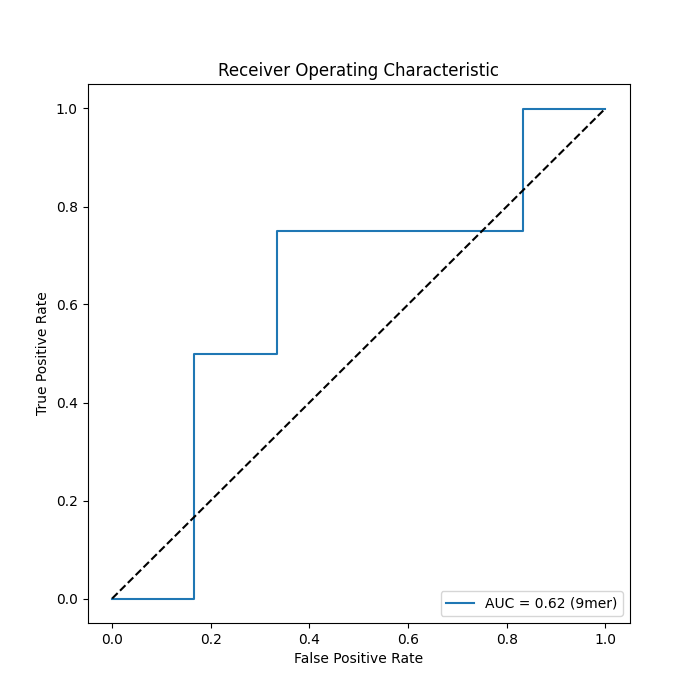 Receiver Operating Characteristic
True Positive Rate
1.0
0.8
0.6
0.4
0.2
0.0
AUC = 0.62 (9mer)
0.0 0.2 0.4 0.6 0.8 1.0
False Positive Rate